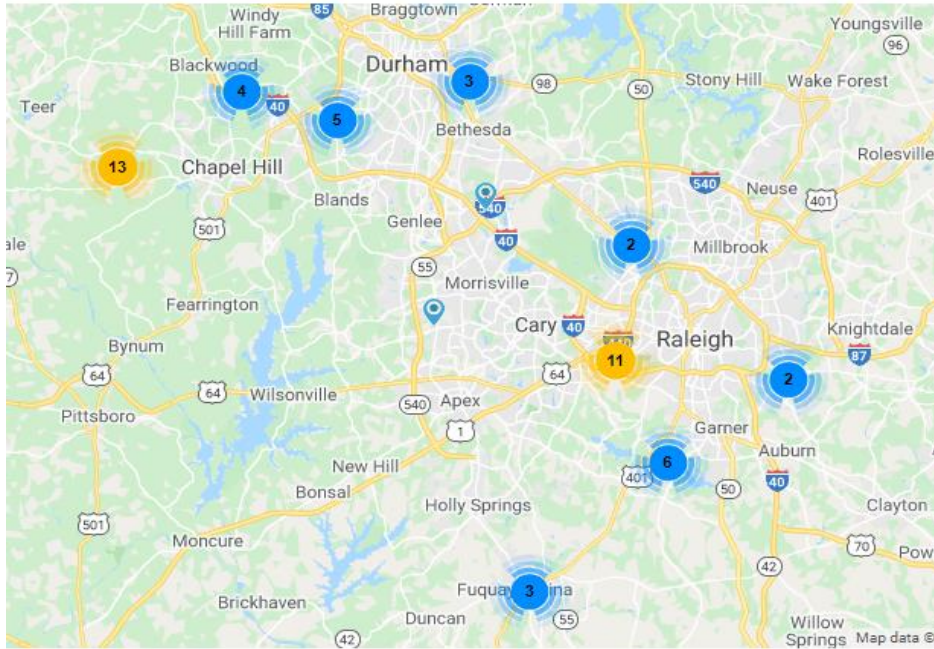 Windy
Hill Farm
85
Braggtown
Youngsville
96
Blackwood
Durham
3
98
50
Stony Hill
Wake Forest
4
40
Teer
5
Bethesda
13
Chapel Hill
Rolesville
540
Neuse
401
Blands
540
501
Genlee
40
2
Millbrook
55
Morrisville
Fearrington
Cary
40
Raleigh
Knightdale
87
Bynum
64
64
11
2
64
Wilsonville
540
Apex
Pittsboro
1
Garner
Auburn
New Hill
401
6
50
40
Bonsal
Holly Springs
Clayton
501
Moncure
70
42
Fuquay
3
ina
Brickhaven
Duncan
55
42
Willow
Springs
Map data ©